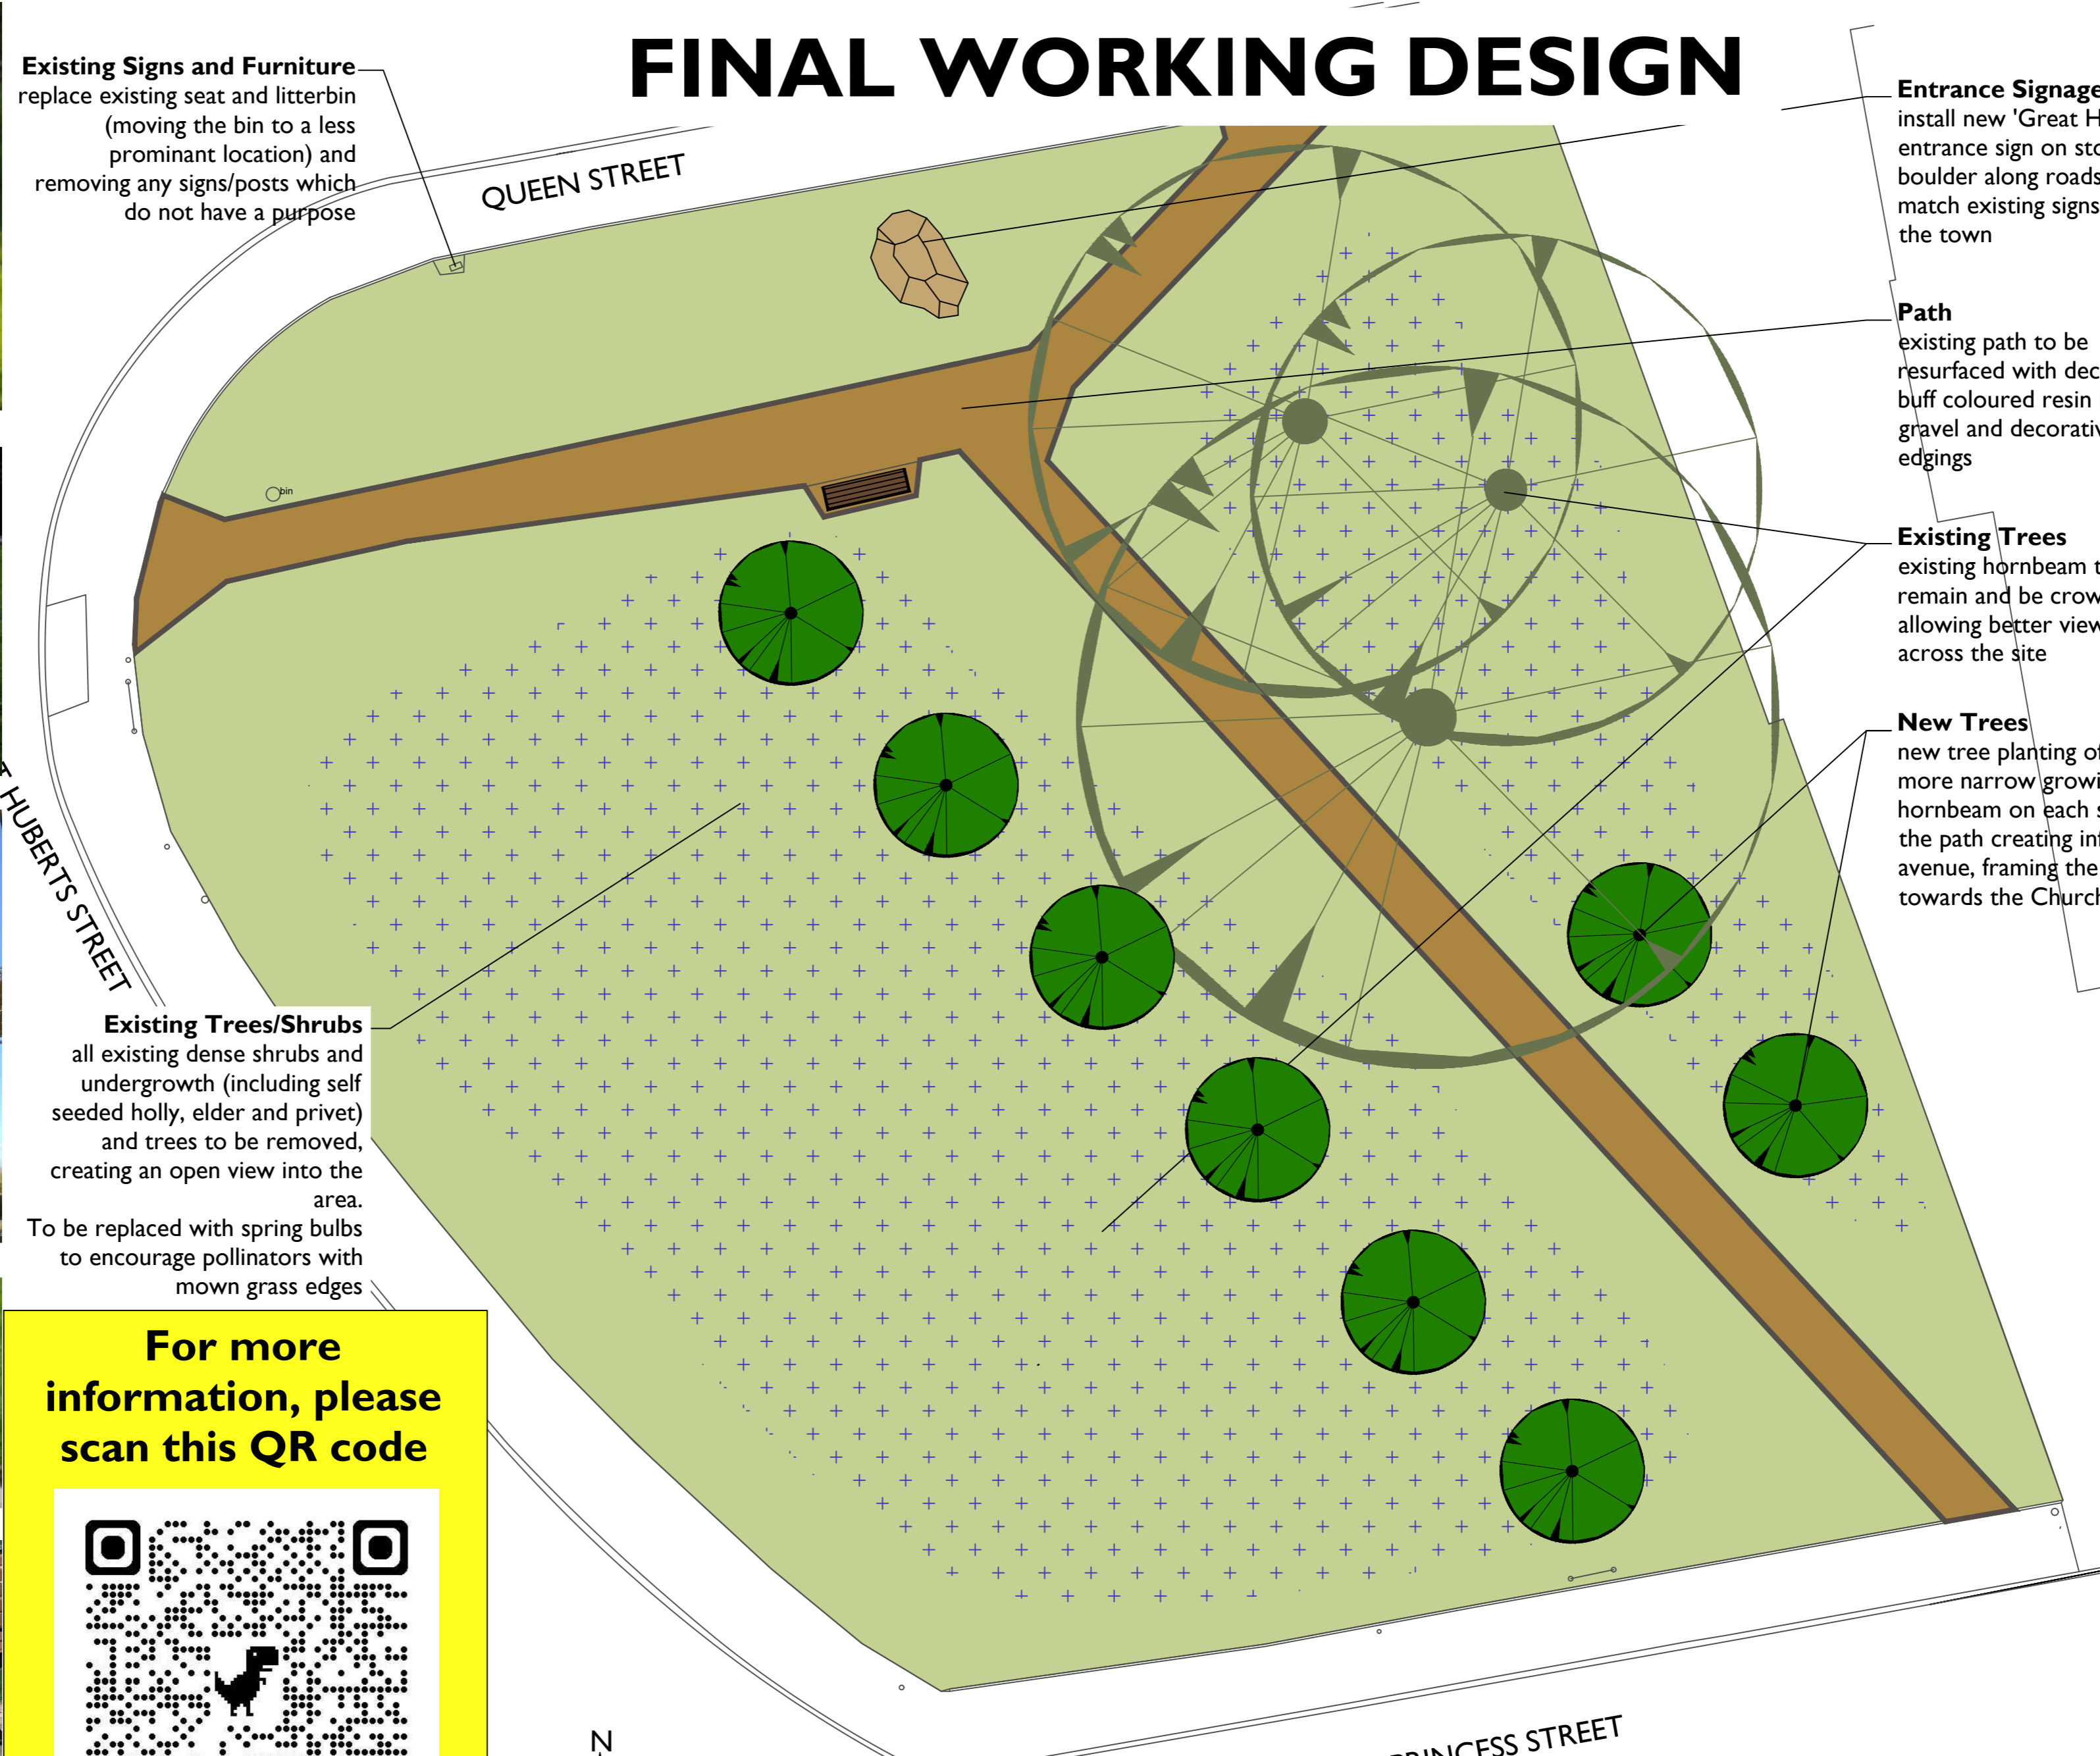 FINAL WORKING DESIGN
Existing Signs and Furniture
replace existing seat and litterbin
(moving the bin to a less
prominant location) and
removing any signs/posts which
do not have a purpose
QUEEN STREET
Entrance Signage
install new 'Great H
entrance sign on sto
boulder along roads
match existing signs
the town
Path
existing path to be
resurfaced with dec
buff coloured resin
gravel and decorativ
edgings
bin
Existing Trees
existing hornbeam t
remain and be crow
allowing better view
across the site
New Trees
new tree planting of
more narrow growi
hornbeam on each s
the path creating inf
avenue, framing the
towards the Church
HUBERTS STREET
Existing Trees/Shrubs
all existing dense shrubs and
undergrowth (including self
seeded holly, elder and privet)
and trees to be removed,
creating an open view into the
area.
To be replaced with spring bulbs
to encourage pollinators with
mown grass edges
For more
information, please
scan this QR code
N
PRINCESS STREET